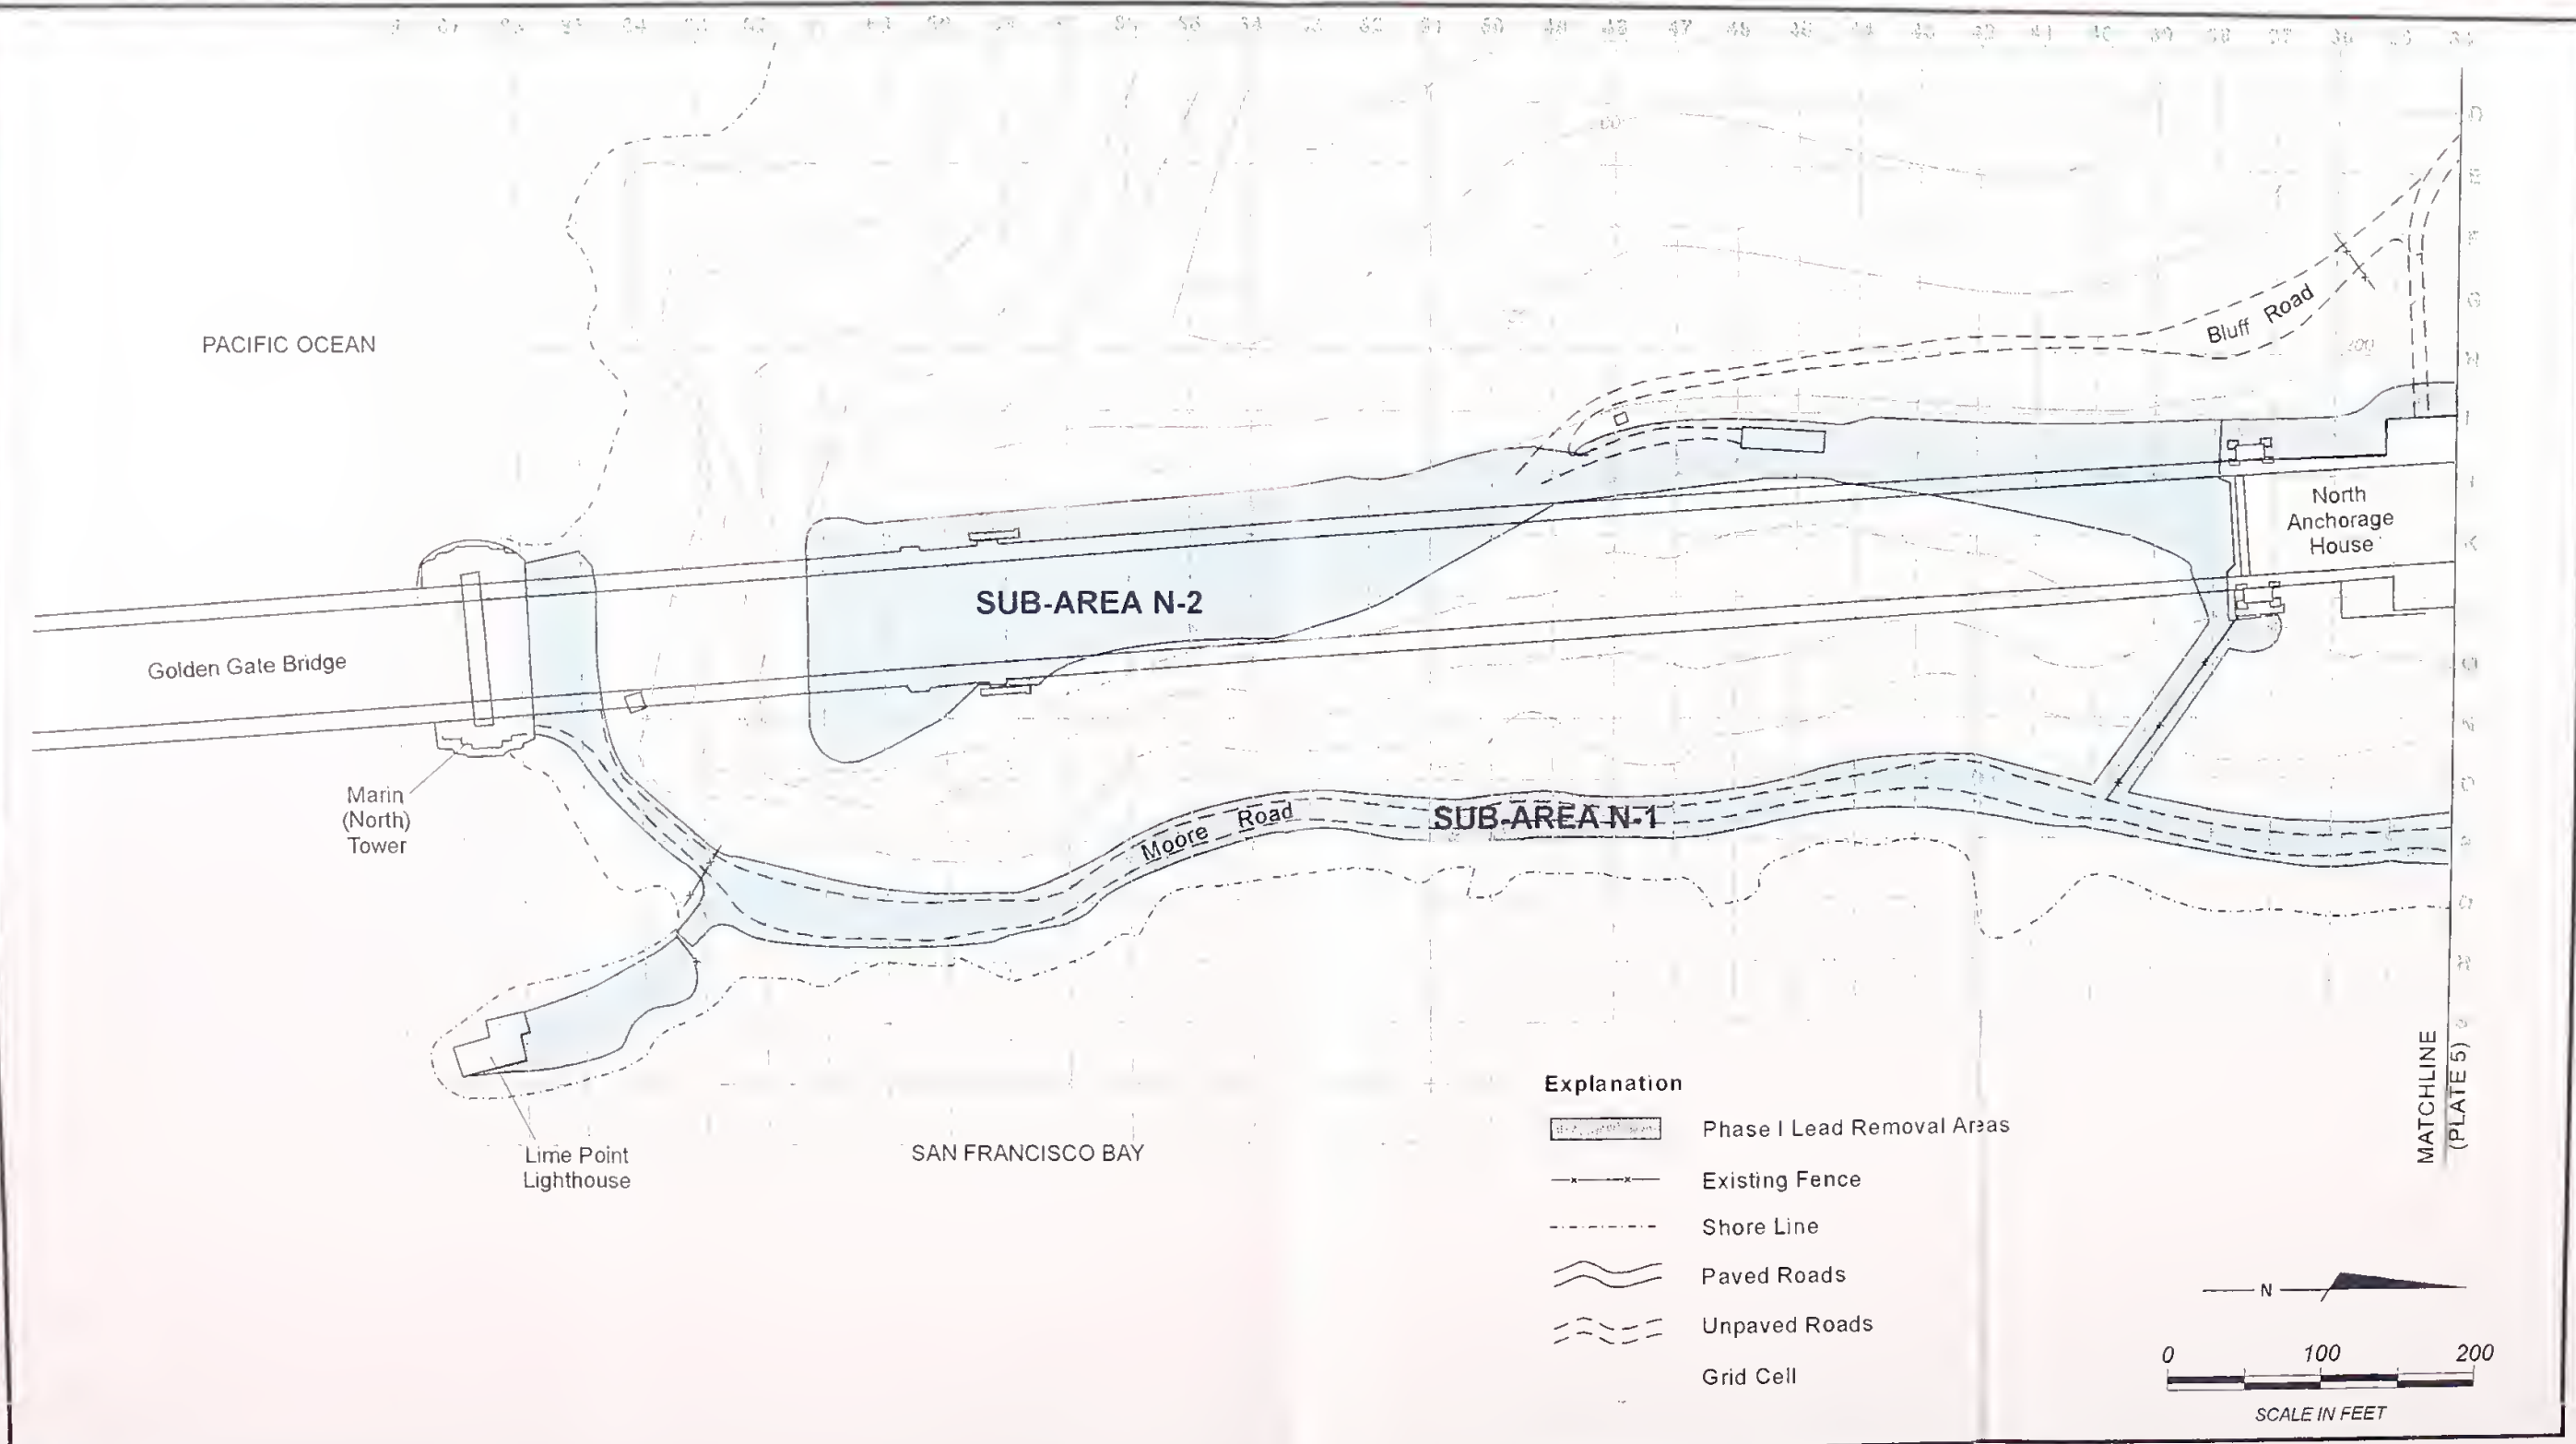 PACIFIC OCEAN
Bluff Road
North
Anchorage
House
SUB-AREA N-2
Golden Gate Bridge
Marin
(North)
Tower
Moore Road
SUB-AREA N-1
Lime Point
Lighthouse
SAN FRANCISCO BAY
MATCHLINE
(PLATE 5)
Explanation
Phase I Lead Removal Areas
Existing Fence
Shore Line
Paved Roads
Unpaved Roads
Grid Cell
N
0 100 200
SCALE IN FEET